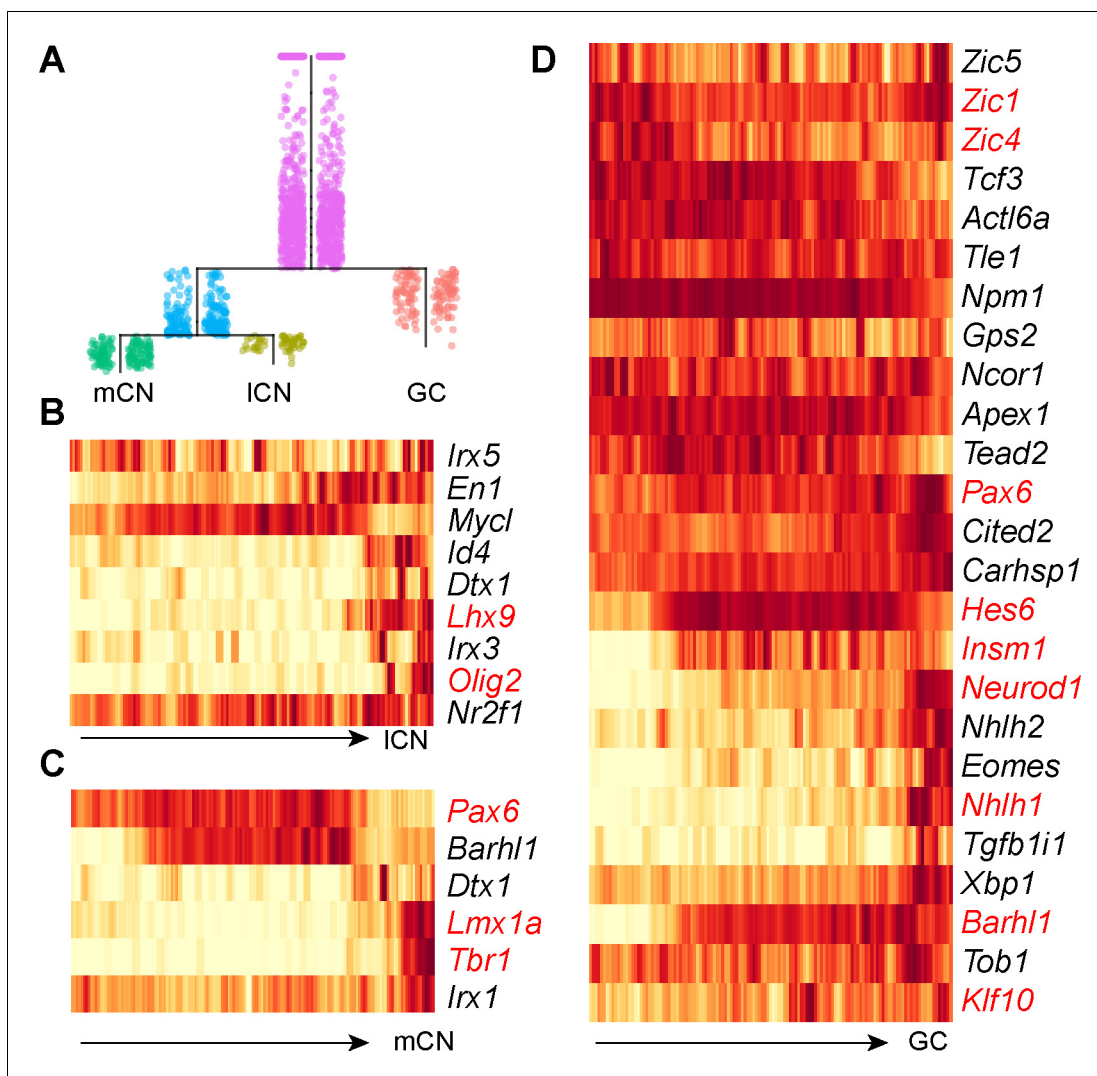 A
mCN
lCN
GC
B
Irx5
En1
Mycl
Id4
Dtx1
Lhx9
Irx3
Olig2
Nr2f1
lCN
C
Pax6
Barhl1
Dtx1
Lmx1a
Tbr1
Irx1
mCN
D
Zic5
Zic1
Zic4
Tcf3
Actl6a
Tle1
Npm1
Gps2
Ncor1
Apex1
Tead2
Pax6
Cited2
Carhsp1
Hes6
Insm1
Neurod1
Nhlh2
Eomes
Nhlh1
Tgfb1i1
Xbp1
Barhl1
Tob1
Klf10
GC